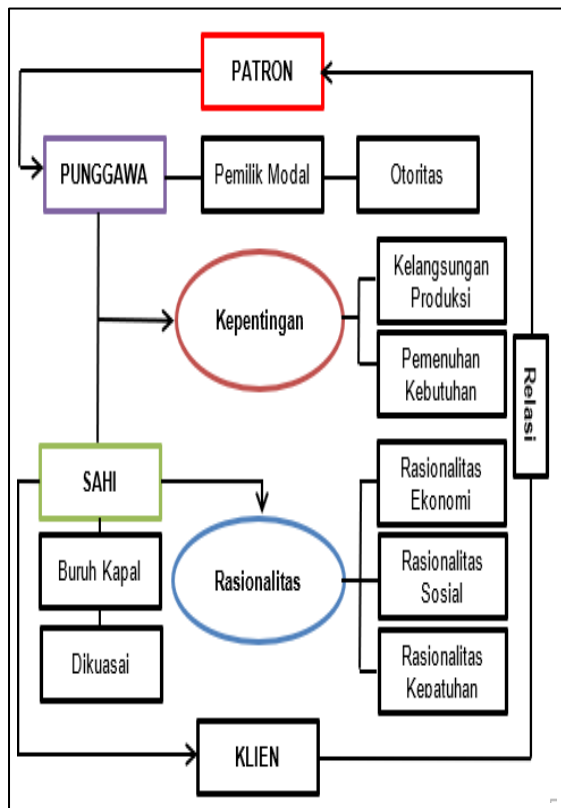 PATRON
PUNGGAWA
Pemilik Modal
Otoritas
Kepentingan
Kelangsungan
Produksi
Pemenuhan
Kebutuhan
Relasi
SAHI
Buruh Kapal
Dikuasai
Rasionalitas
Rasionalitas
Ekonomi
Rasionalitas
Sosial
Rasionalitas
Kepatuhan
KLIEN